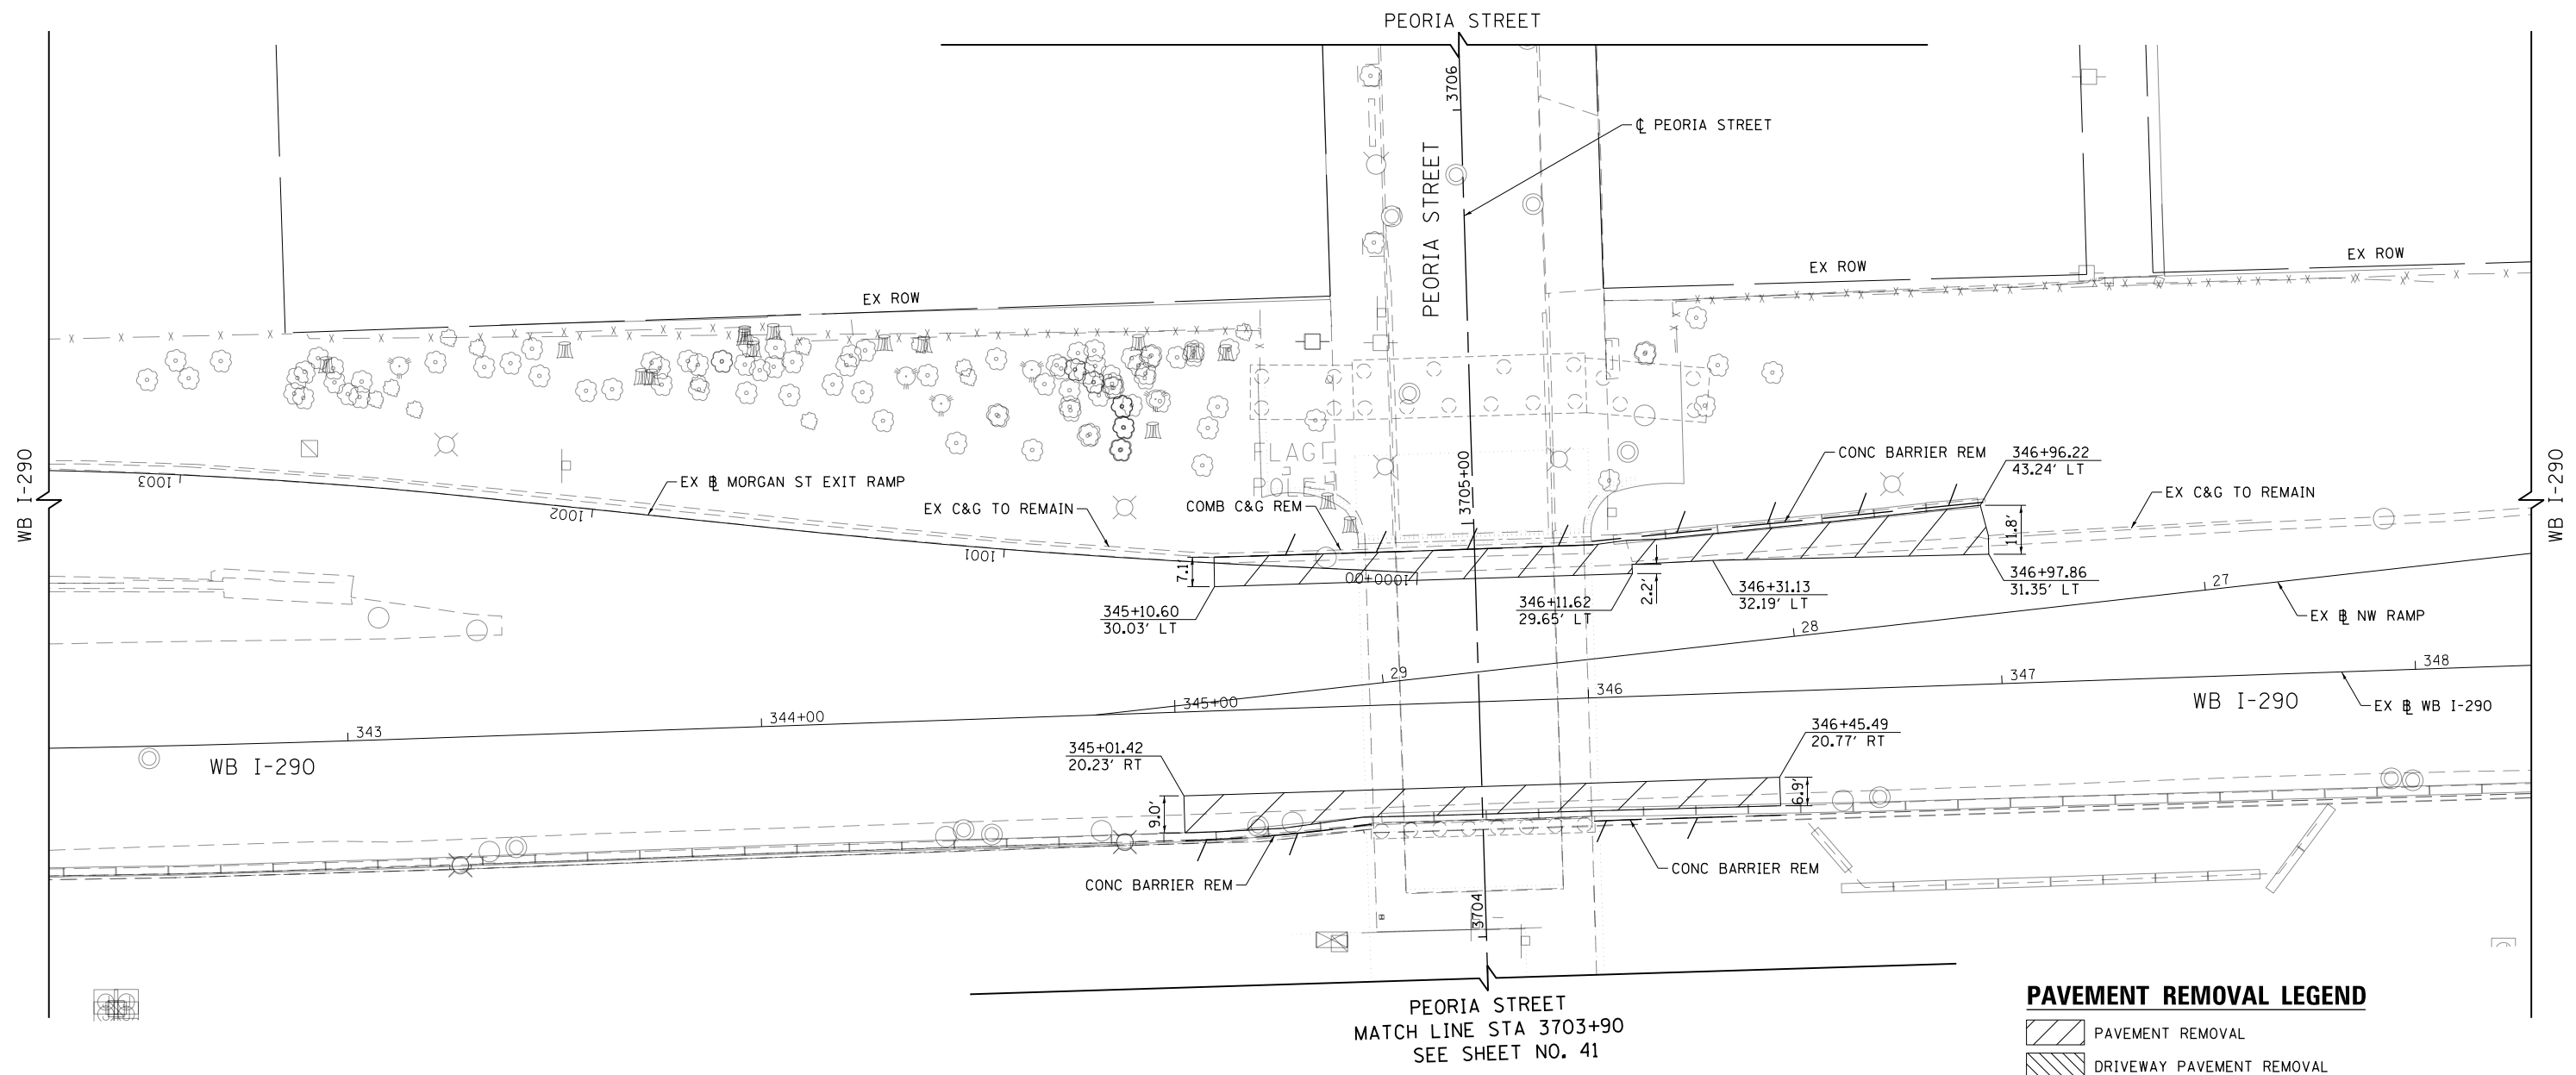 PEORIA STREET
3706
℄ PEORIA STREET
PEORIA STREET
EX ROW
EX ROW
EX ROW
WB I-290
WB I-290
FLAG
POLE
CONC BARRIER REM
346+96.22
43.24' LT
3705+00
1003
EX ℄ MORGAN ST EXIT RAMP
EX C&G TO REMAIN
COMB C&G REM
EX C&G TO REMAIN
1002
1001
11.8'
7.1'
1000+00
2.2'
346+31.13
32.19' LT
346+97.86
31.35' LT
345+10.60
30.03' LT
346+11.62
29.65' LT
27
28
EX B̲L̲ NW RAMP
29
348
347
346
345+00
344+00
343
WB I-290
EX B̲L̲ WB I-290
346+45.49
20.77' RT
345+01.42
20.23' RT
WB I-290
9.0'
6.9'
CONC BARRIER REM
CONC BARRIER REM
3704
PEORIA STREET
MATCH LINE STA 3703+90
SEE SHEET NO. 41
PAVEMENT REMOVAL LEGEND
PAVEMENT REMOVAL
DRIVEWAY PAVEMENT REMOVAL